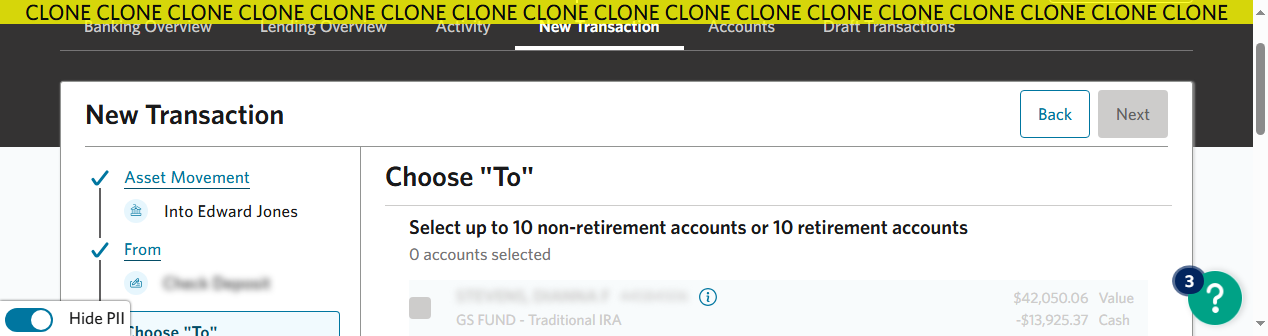 CLONE CLONE CLONE CLONE CLONE CLONE CLONE CLONE CLONE CLONE CLONE CLONE CLONE CLONE CLONE CLONE CLONE
Banking Overview Lending Overview Activity New Transaction Accounts Draft Transactions
New Transaction
Back Next
Asset Movement
Into Edward Jones
From
Hide PII
Choose "To"
Choose "To"
Select up to 10 non-retirement accounts or 10 retirement accounts
0 accounts selected
$42,050.06 Value
GS FUND - Traditional IRA -$13,925.37 Cash
3
?